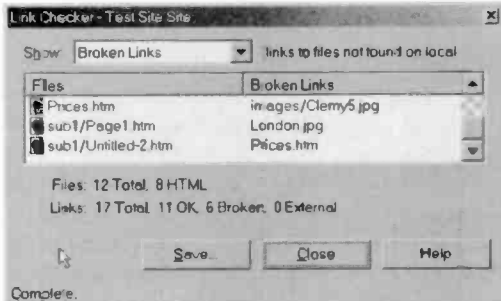 Link Checker - Test Site Site
Show: Broken Links links to files not found on local
Files Broken Links
Prices.htm images/Clemy5.jpg
sub1/Page1.htm London.jpg
sub1/Untitled-2.htm Prices.htm
Files: 12 Total, 8 HTML
Links: 17 Total, 11 OK, 6 Broken, 0 External
Save... Close Help
Complete.